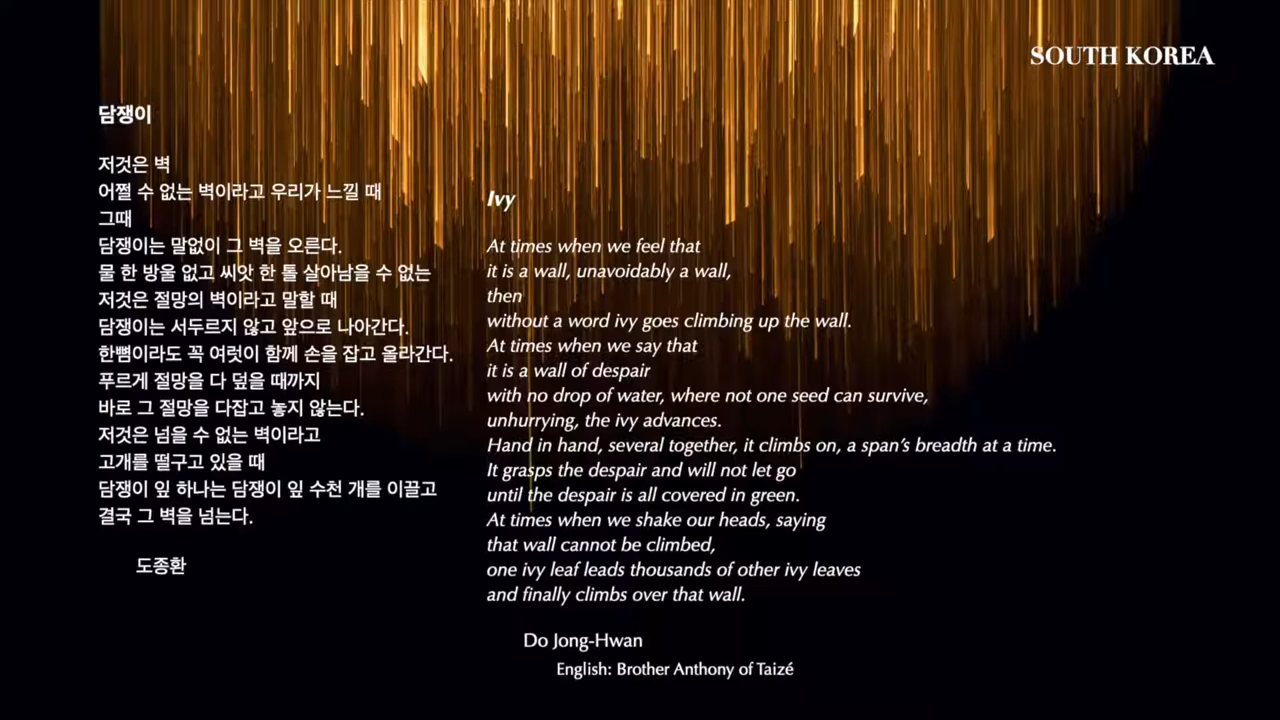 SOUTH KOREA
담쟁이
저것은 벽
어쩔 수 없는 벽이라고 우리가 느낄 때
그때
담쟁이는 말없이 그 벽을 오른다.
물 한 방울 없고 씨앗 한 톨 살아남을 수 없는
저것은 절망의 벽이라고 말할 때
담쟁이는 서두르지 않고 앞으로 나아간다.
한뼘이라도 꼭 여럿이 함께 손을 잡고 올라간다.
푸르게 절망을 다 덮을 때까지
바로 그 절망을 다잡고 놓지 않는다.
저것은 넘을 수 없는 벽이라고
고개를 떨구고 있을 때
담쟁이 잎 하나는 담쟁이 잎 수천 개를 이끌고
결국 그 벽을 넘는다.
도종환
Ivy
At times when we feel that
it is a wall, unavoidably a wall,
then
without a word ivy goes climbing up the wall.
At times when we say that
it is a wall of despair
with no drop of water, where not one seed can survive,
unhurrying, the ivy advances.
Hand in hand, several together, it climbs on, a span's breadth at a time.
It grasps the despair and will not let go
until the despair is all covered in green.
At times when we shake our heads, saying
that wall cannot be climbed,
one ivy leaf leads thousands of other ivy leaves
and finally climbs over that wall.
Do Jong-Hwan
English: Brother Anthony of Taizé